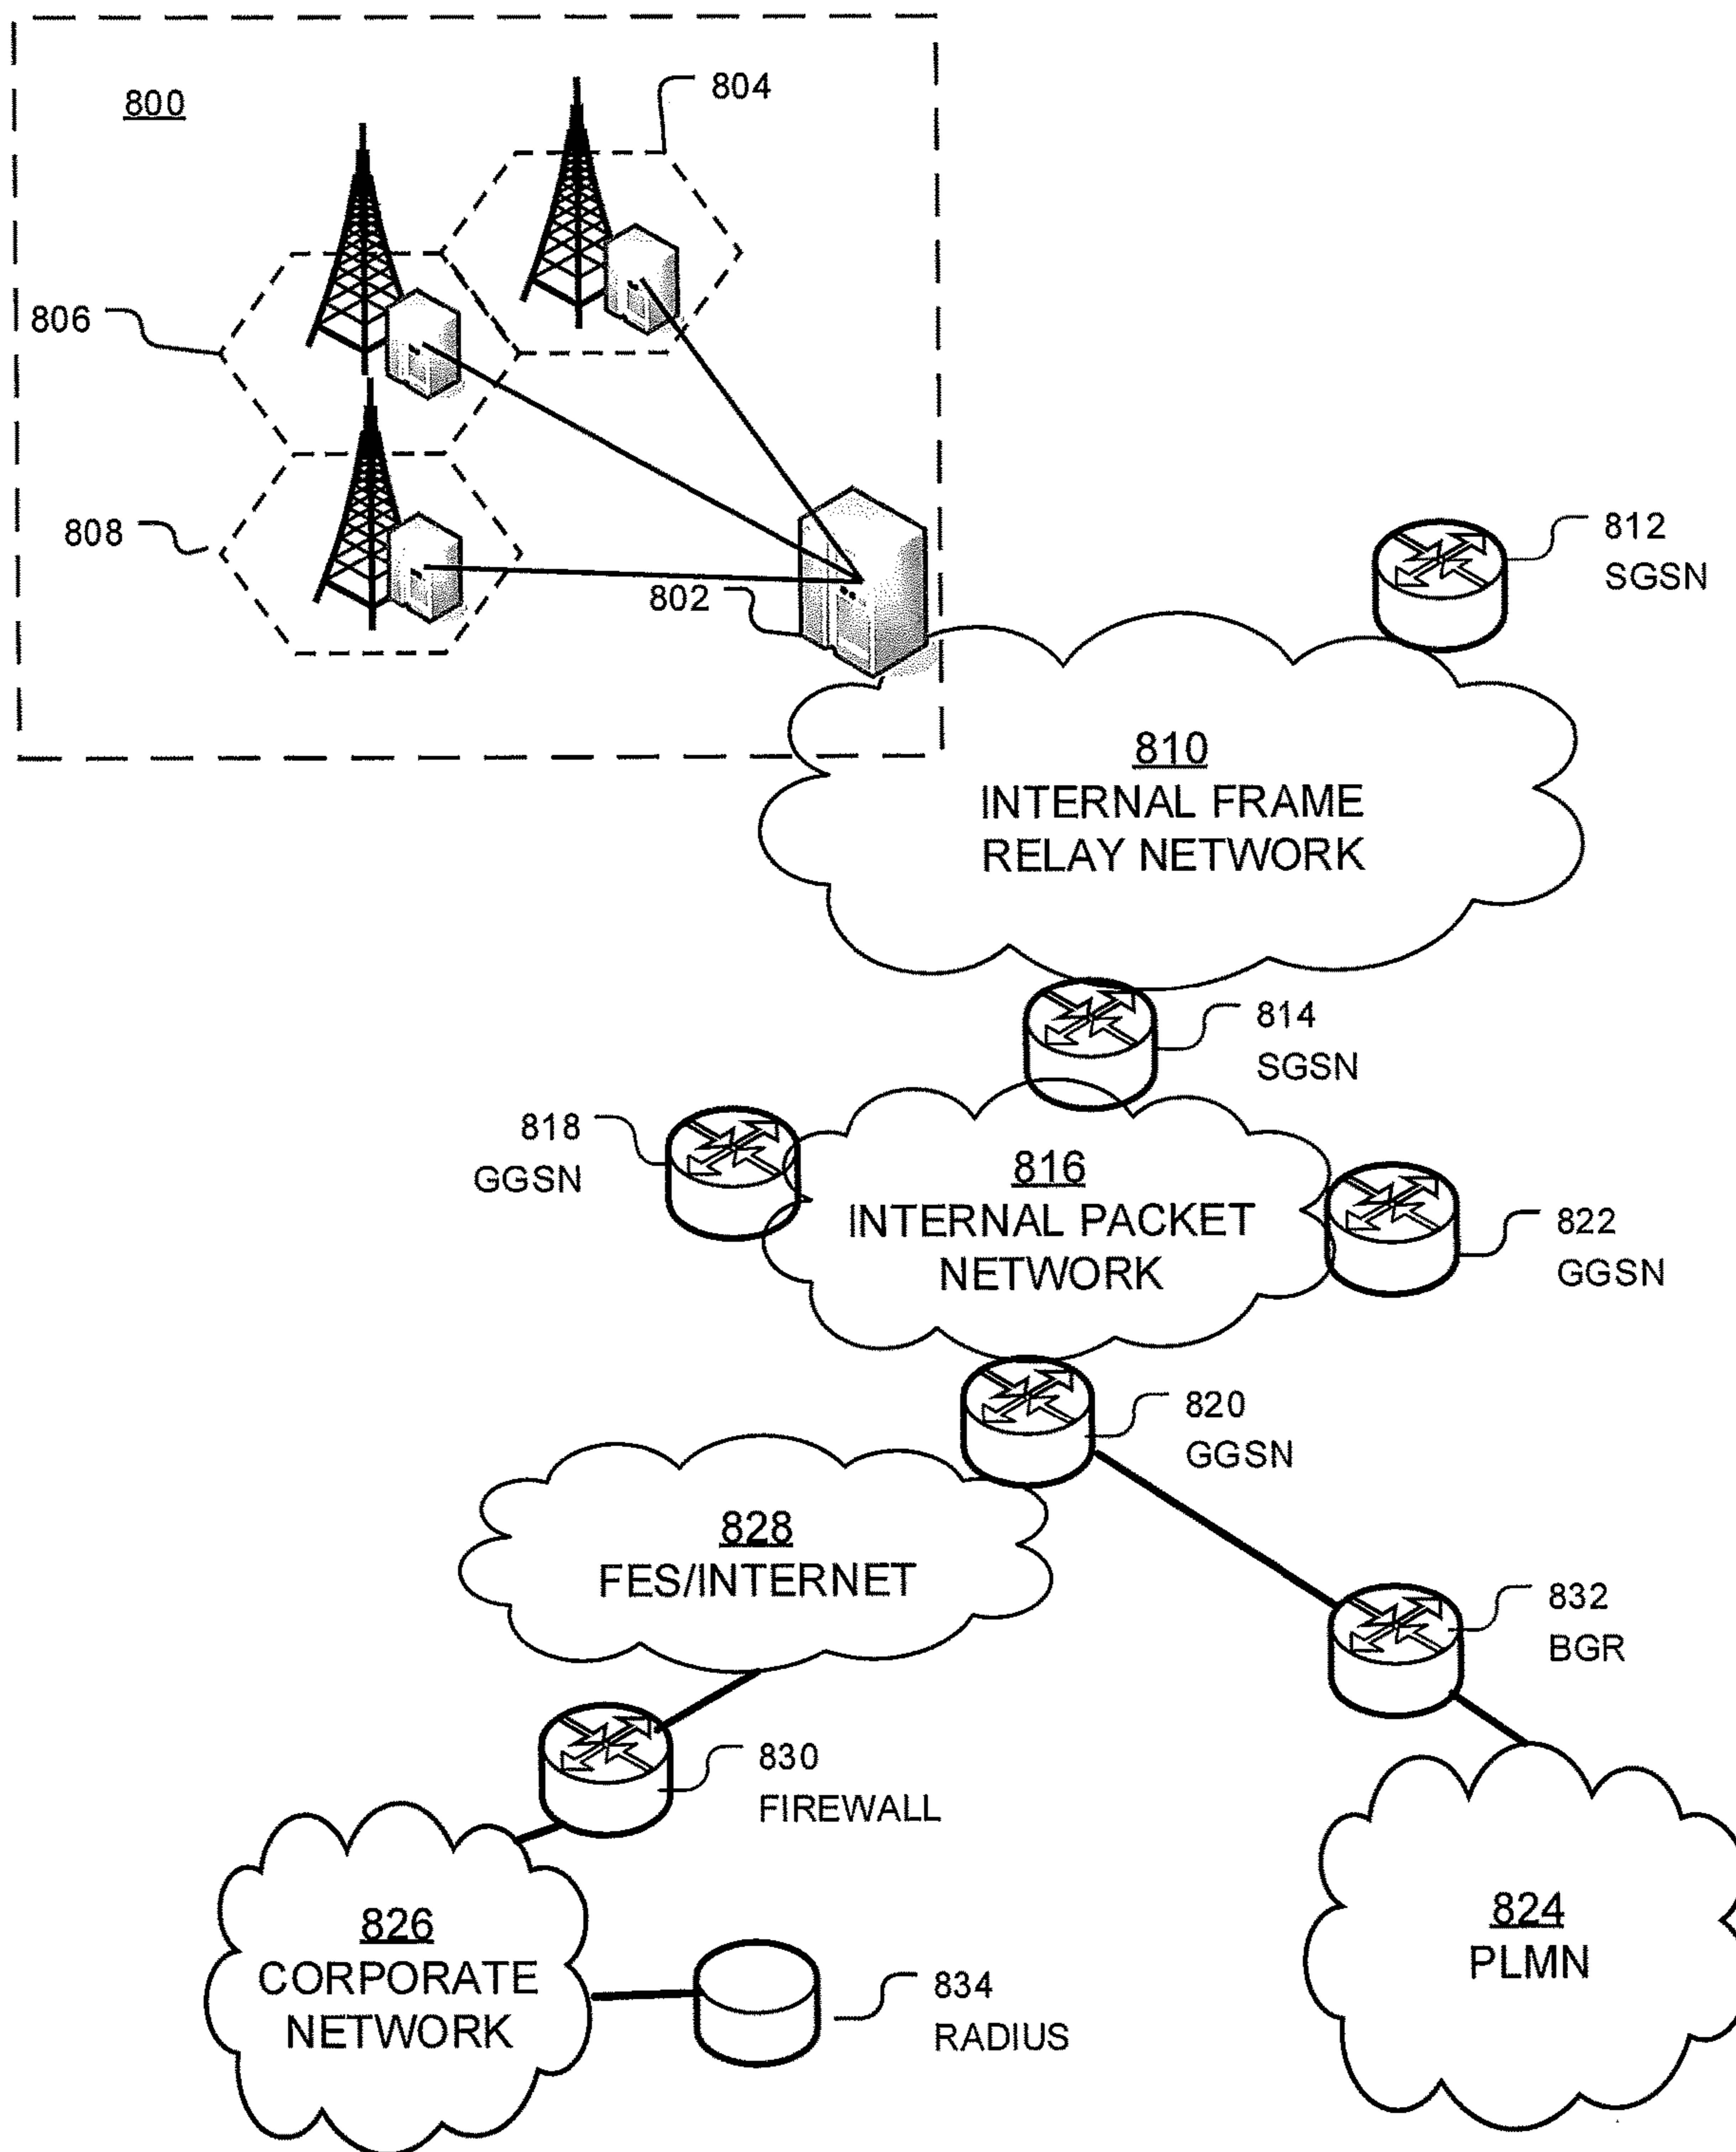 800
804
806
808
802
812
SGSN
810
INTERNAL FRAME
RELAY NETWORK
814
SGSN
818
GGSN
816
INTERNAL PACKET
NETWORK
822
GGSN
820
GGSN
828
FES/INTERNET
832
BGR
830
FIREWALL
826
CORPORATE
NETWORK
834
RADIUS
824
PLMN